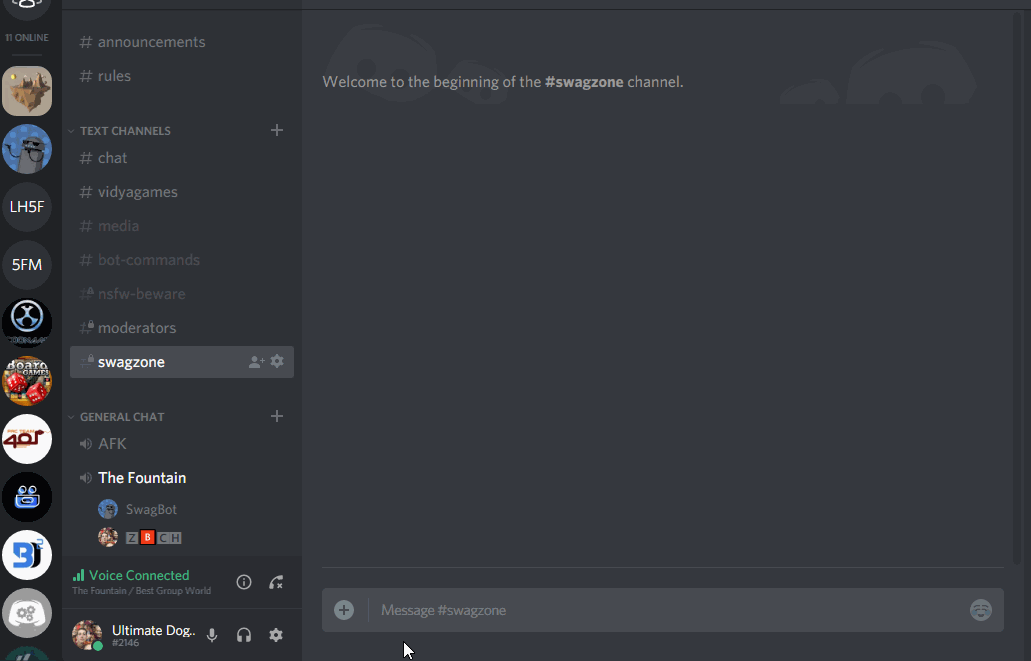 11 ONLINE
LH5F
5FM
announcements
rules
TEXT CHANNELS
chat
vidyagames
media
bot-commands
nsfw-beware
moderators
swagzone
GENERAL CHAT
AFK
The Fountain
SwagBot
Z B C H
Voice Connected
The Fountain / Best Group World
Ultimate Dog..
#2146
Welcome to the beginning of the #swagzone channel.
Message #swagzone